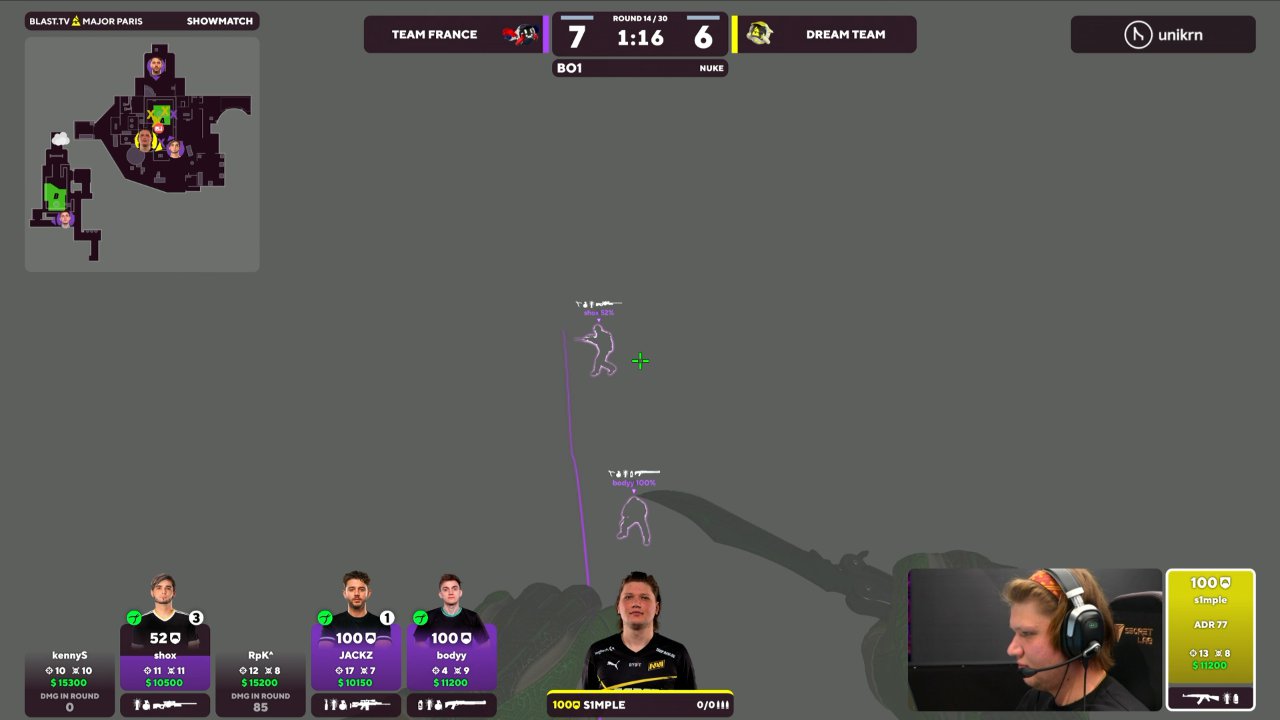 BLAST.TV MAJOR PARIS SHOWMATCH
TEAM FRANCE
7
ROUND 14 / 30
1:16
6
DREAM TEAM
unikrn
BO1 NUKE
A
B
shox 52%
bodyy 100%
3
1
52
100
100
kennyS
shox
RpK^
JACKZ
bodyy
10 10
11 11
12 8
17 7
4 9
$15300
$10500
$15200
$10150
$11200
DMG IN ROUND
0
DMG IN ROUND
85
NAVI
100 S1MPLE 0/0
SECRET
LAB
100
s1mple
ADR 77
13 8
$11200